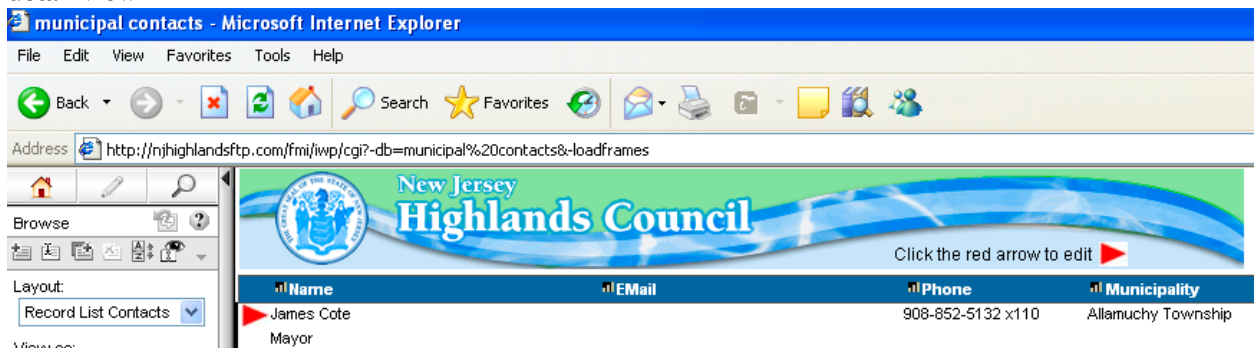 municipal contacts - Microsoft Internet Explorer
File Edit View Favorites Tools Help
Back Search Favorites
Address http://njhighlandsftp.com/fmi/iwp/cgi?-db=municipal%20contacts&-loadframes
New Jersey
Highlands Council
Browse
Click the red arrow to edit
Layout:
Name EMail Phone Municipality
Record List Contacts
James Cote 908-852-5132 x110 Allamuchy Township
Mayor